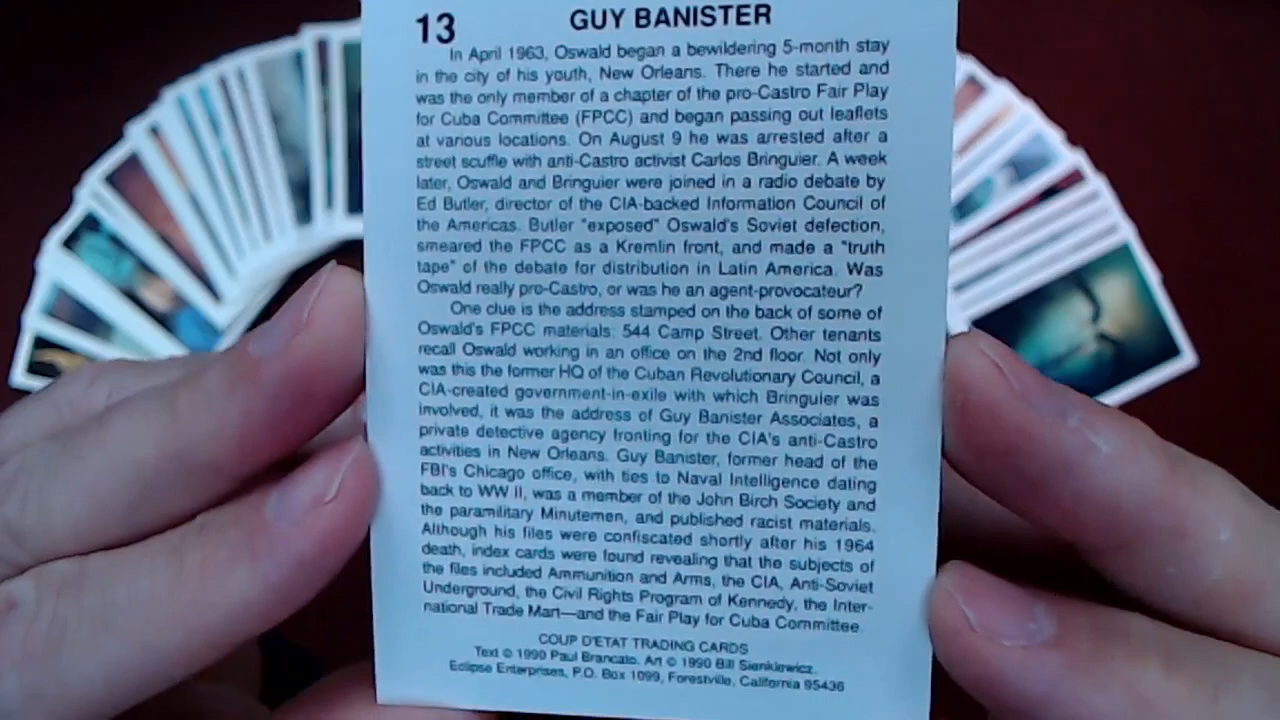 13
GUY BANISTER
In April 1963, Oswald began a bewildering 5-month stay
in the city of his youth, New Orleans. There he started and
was the only member of a chapter of the pro-Castro Fair Play
for Cuba Committee (FPCC) and began passing out leaflets
at various locations. On August 9 he was arrested after a
street scuffle with anti-Castro activist Carlos Bringuier. A week
later, Oswald and Bringuier were joined in a radio debate by
Ed Butler, director of the CIA-backed Information Council of
the Americas. Butler "exposed" Oswald's Soviet defection,
smeared the FPCC as a Kremlin front, and made a "truth
tape" of the debate for distribution in Latin America. Was
Oswald really pro-Castro, or was he an agent-provocateur?
One clue is the address stamped on the back of some of
Oswald's FPCC materials: 544 Camp Street. Other tenants
recall Oswald working in an office on the 2nd floor. Not only
was this the former HQ of the Cuban Revolutionary Council, a
CIA-created government-in-exile with which Bringuier was
involved, it was the address of Guy Banister Associates, a
private detective agency fronting for the CIA's anti-Castro
activities in New Orleans. Guy Banister, former head of the
FBI's Chicago office, with ties to Naval Intelligence dating
back to WW II, was a member of the John Birch Society and
the paramilitary Minutemen, and published racist materials.
Although his files were confiscated shortly after his 1964
death, index cards were found revealing that the subjects of
the files included Ammunition and Arms, the CIA, Anti-Soviet
Underground, the Civil Rights Program of Kennedy, the Inter-
national Trade Mart—and the Fair Play for Cuba Committee.
COUP D'ETAT TRADING CARDS
Text © 1990 Paul Brancato. Art © 1990 Bill Sienkiewicz.
Eclipse Enterprises, P.O. Box 1099, Forestville, California 95436